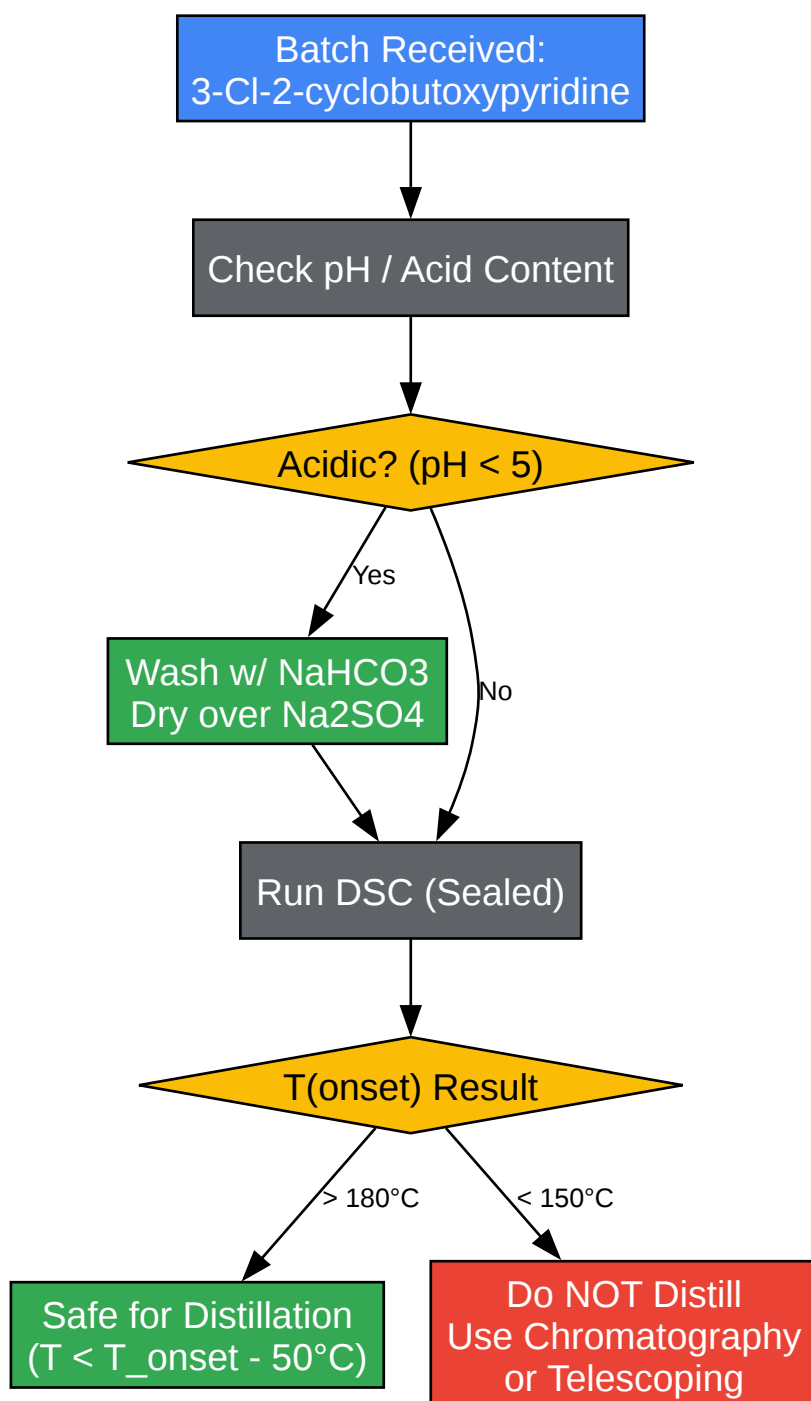 Batch Received:
3-Cl-2-cyclobutoxypyridine
Check pH / Acid Content
Acidic? (pH < 5)
Yes
Wash w/ NaHCO3
Dry over Na2SO4
No
Run DSC (Sealed)
T(onset) Result
> 180°C
< 150°C
Safe for Distillation
(T < T_onset - 50°C)
Do NOT Distill
Use Chromatography
or Telescoping